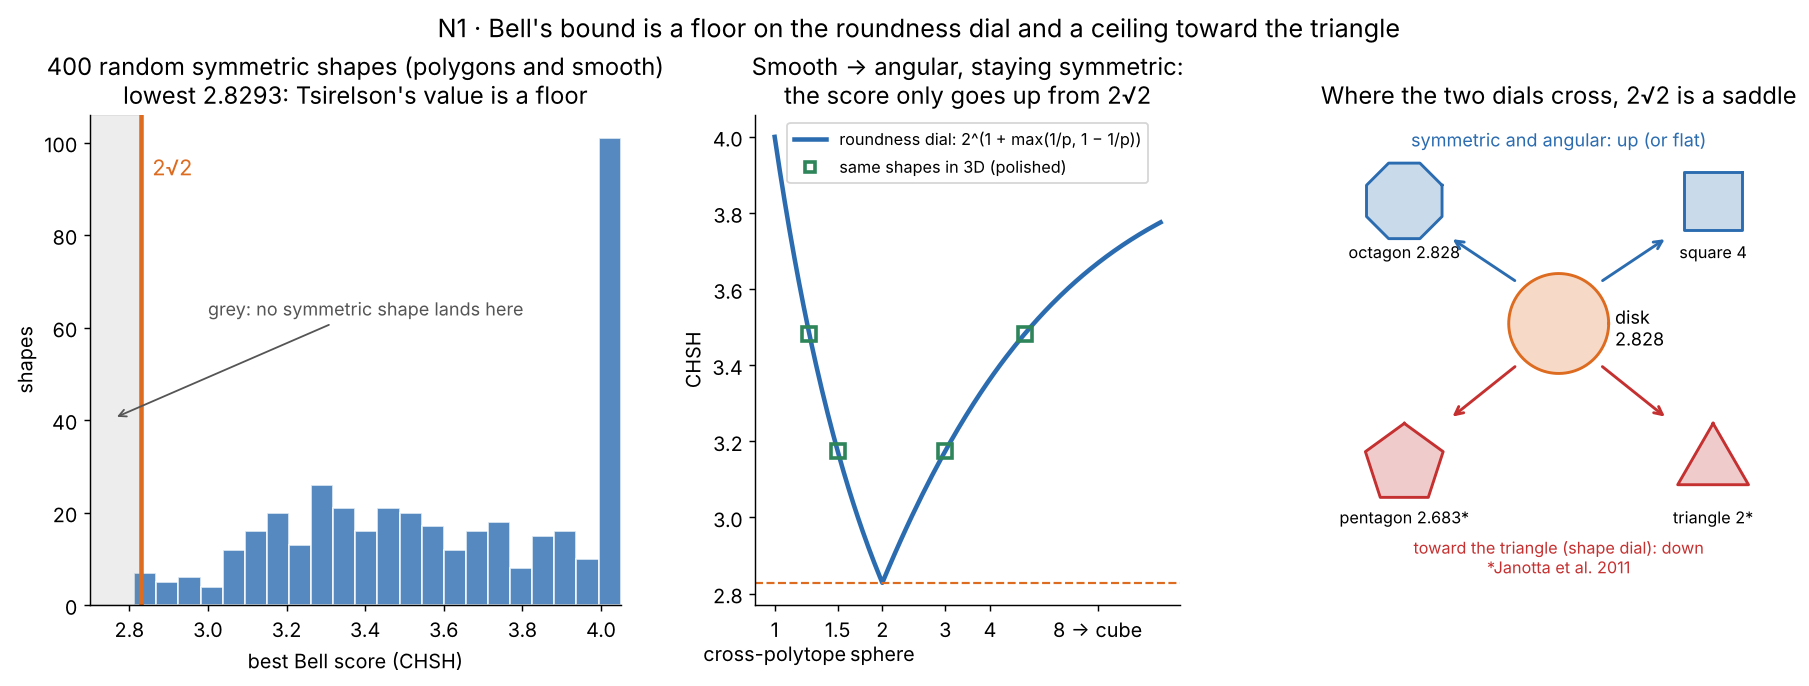 N1 · Bell's bound is a floor on the roundness dial and a ceiling toward the triangle
400 random symmetric shapes (polygons and smooth)
lowest 2.8293: Tsirelson's value is a floor
100
80
60
40
20
0
shapes
2√2
grey: no symmetric shape lands here
2.8
3.0
3.2
3.4
3.6
3.8
4.0
best Bell score (CHSH)
Smooth → angular, staying symmetric:
the score only goes up from 2√2
roundness dial: 2^(1 + max(1/p, 1 − 1/p))
same shapes in 3D (polished)
4.0
3.8
3.6
3.4
3.2
3.0
2.8
CHSH
1
1.5
2
3
4
8 → cube
cross-polytope
sphere
Where the two dials cross, 2√2 is a saddle
symmetric and angular: up (or flat)
octagon 2.828
square 4
disk
2.828
pentagon 2.683*
triangle 2*
toward the triangle (shape dial): down
*Janotta et al. 2011